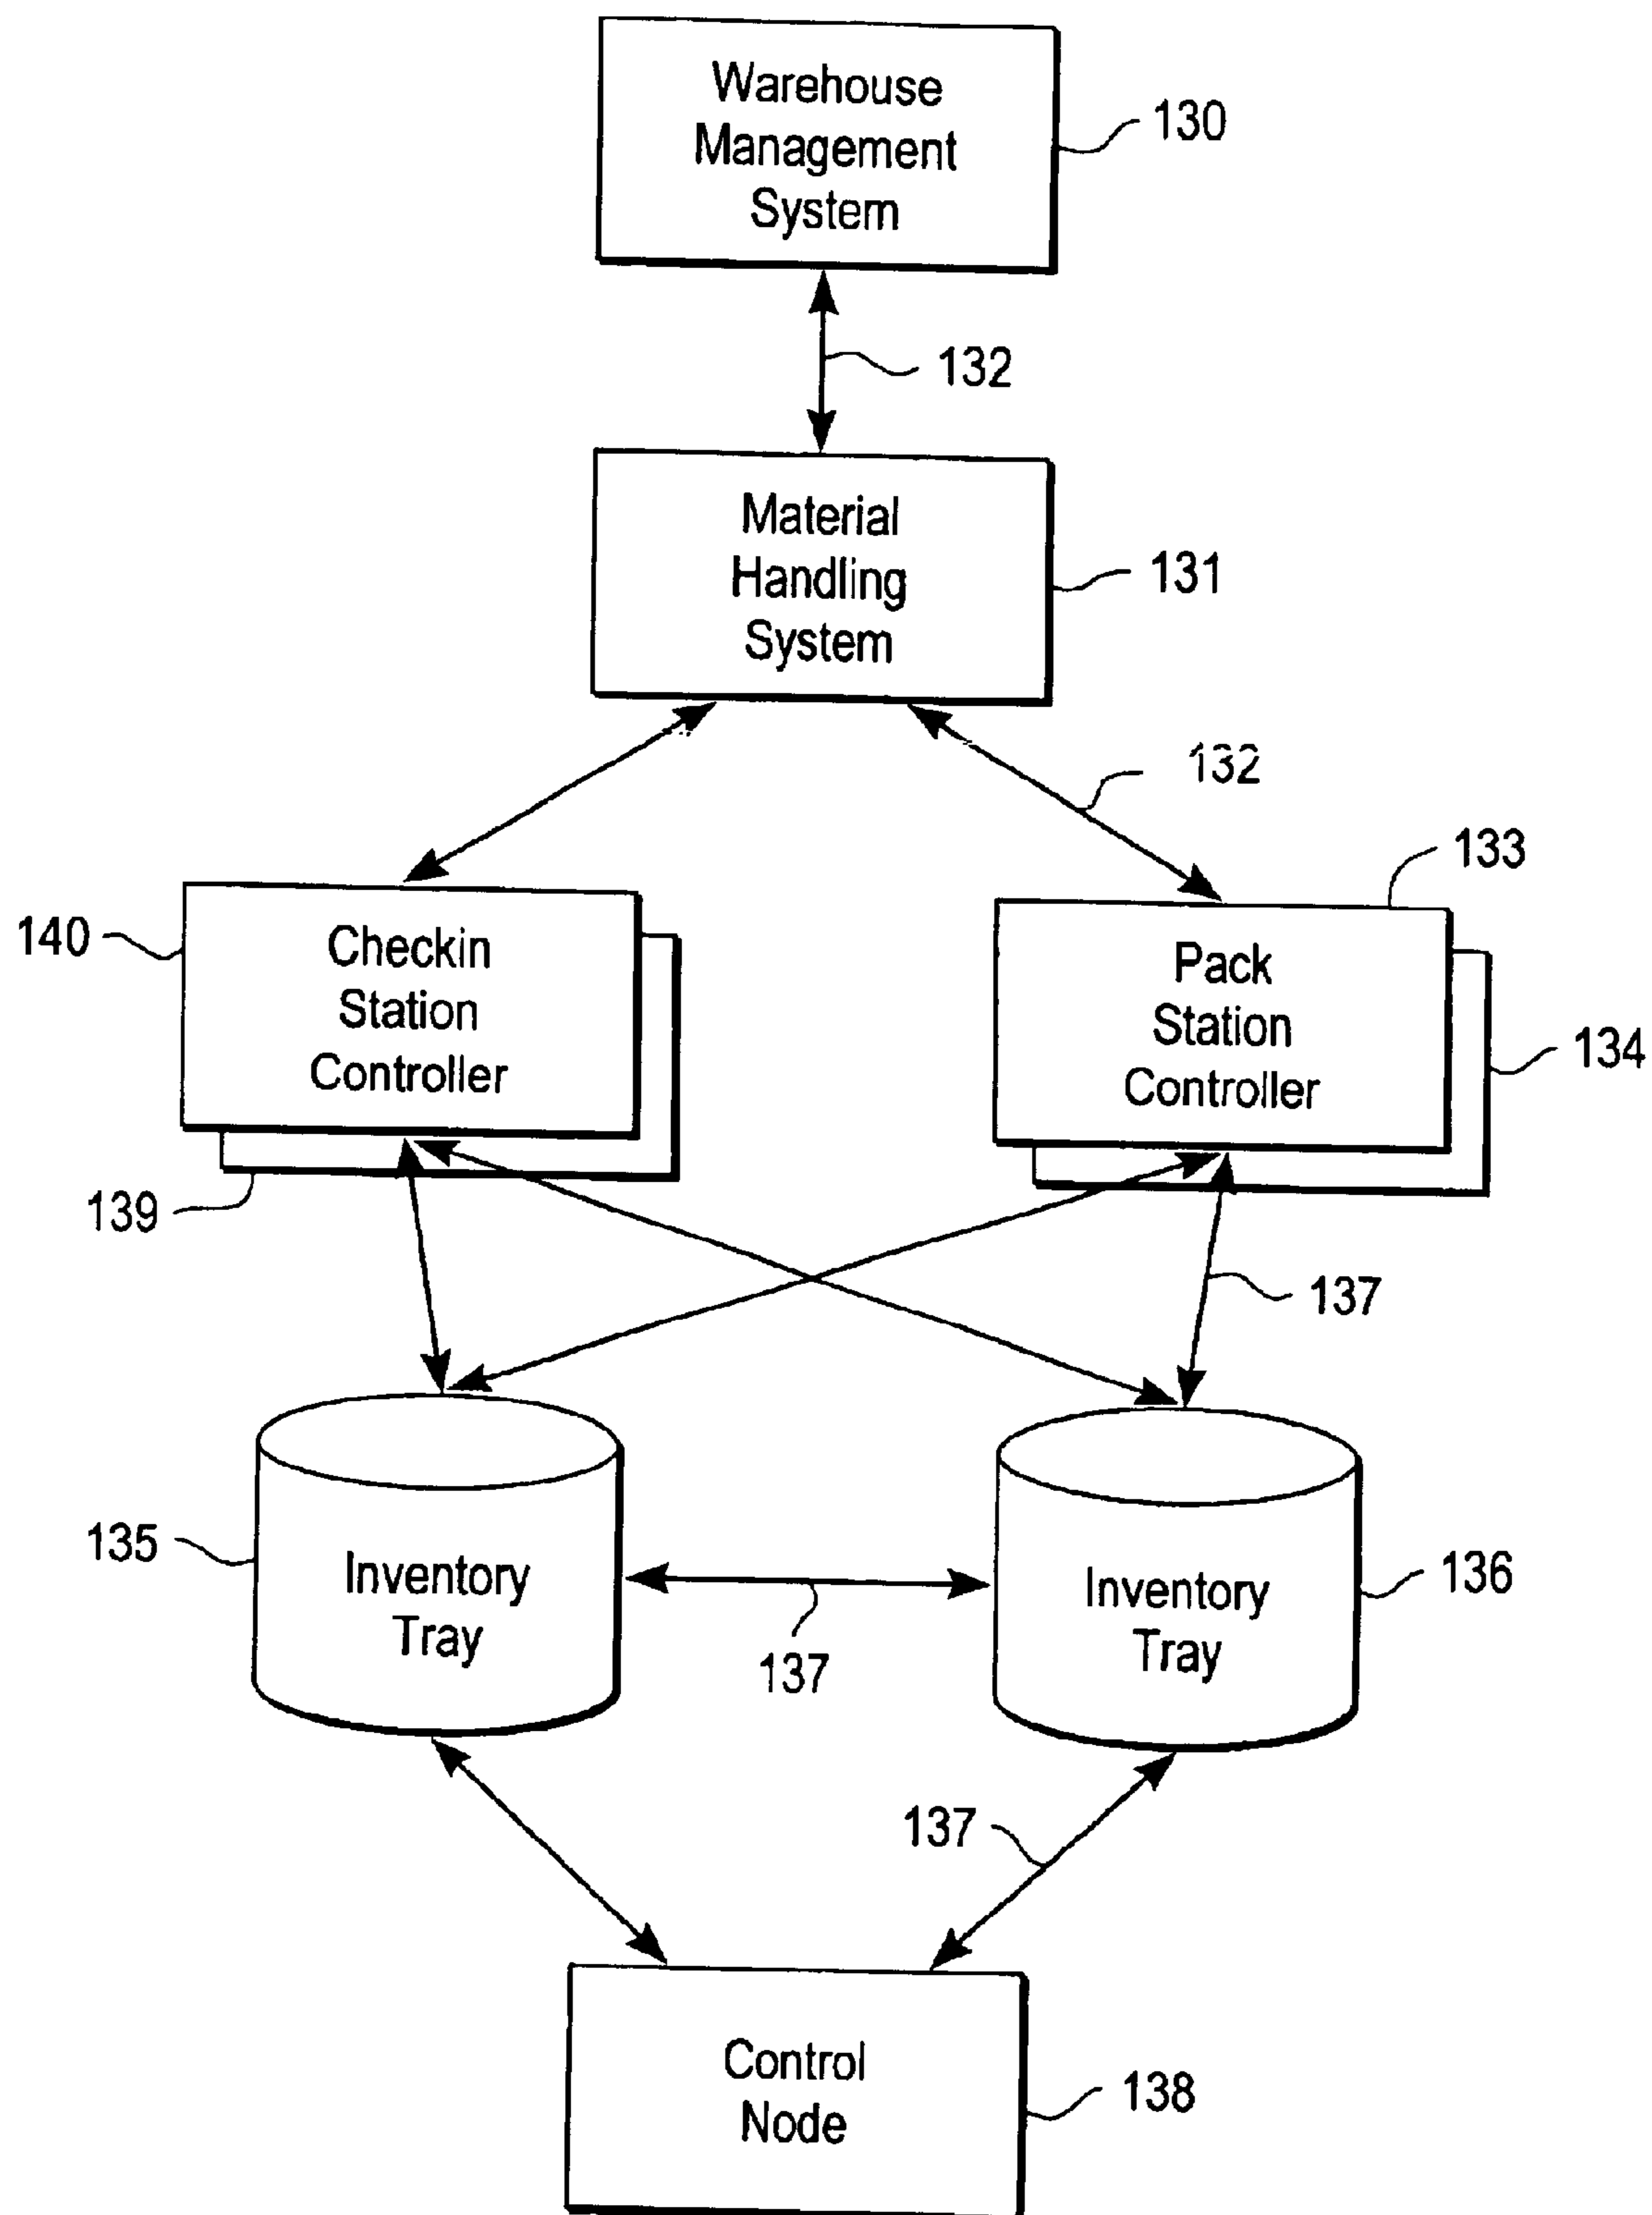 Warehouse
Management
System
130
132
Material
Handling
System
131
132
133
140
Checkin
Station
Controller
Pack
Station
Controller
134
139
137
135
Inventory
Tray
137
Inventory
Tray
136
137
Control
Node
138